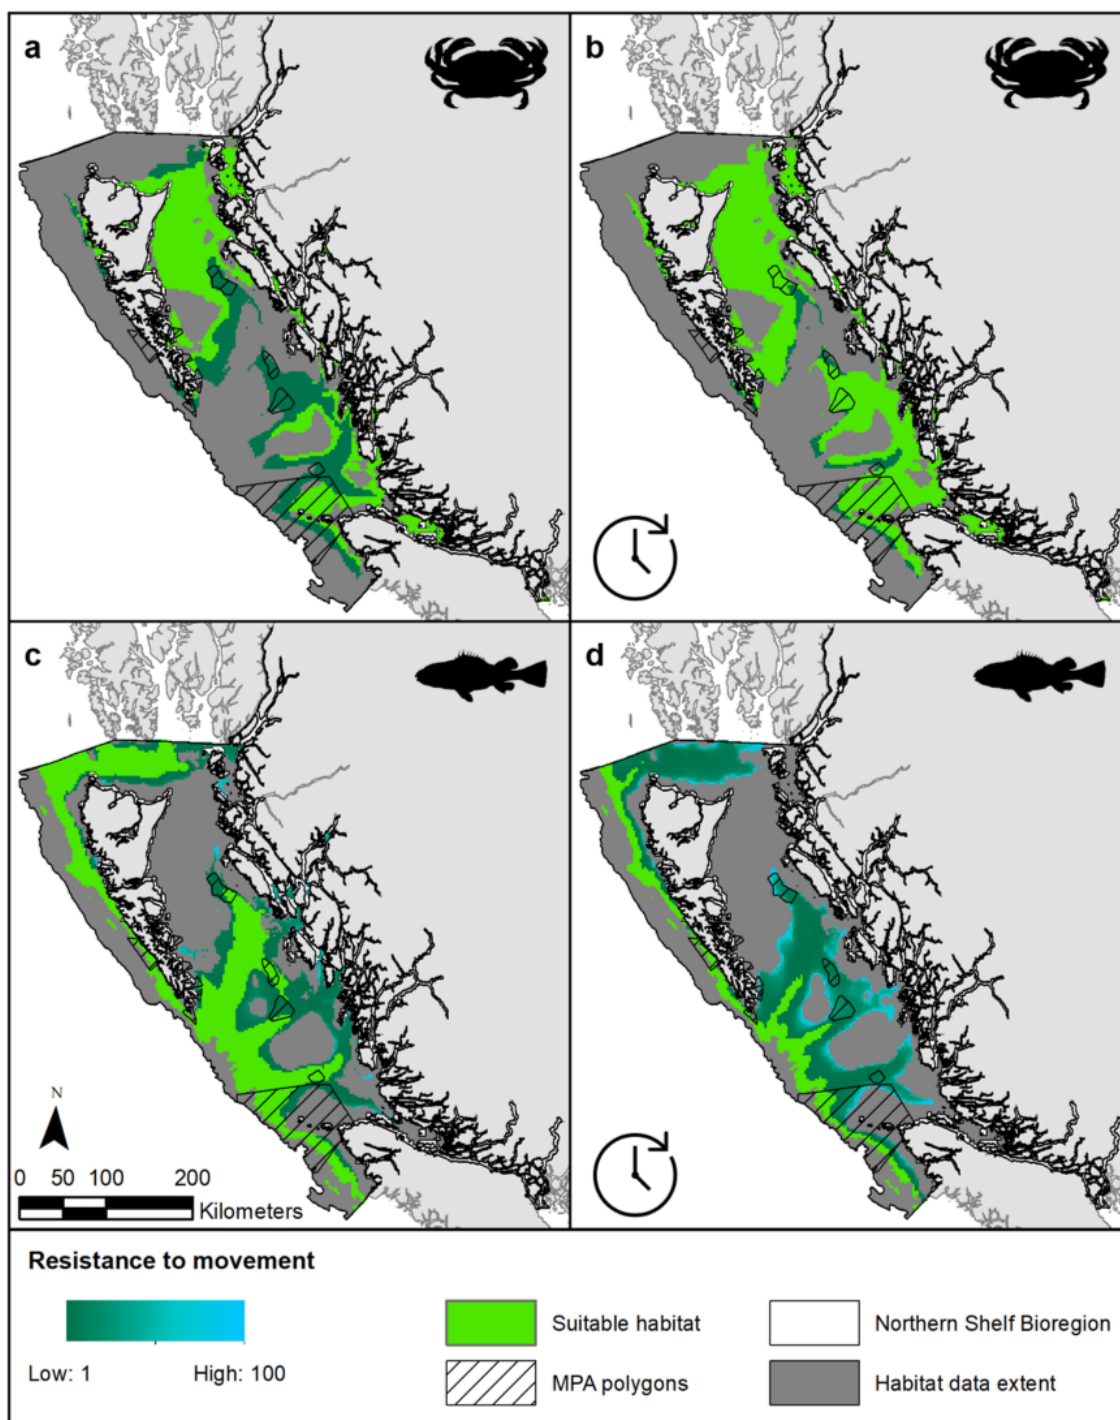 a
b
c
d
N
0 50 100 200
Kilometers
Resistance to movement
Low: 1
High: 100
Suitable habitat
MPA polygons
Northern Shelf Bioregion
Habitat data extent